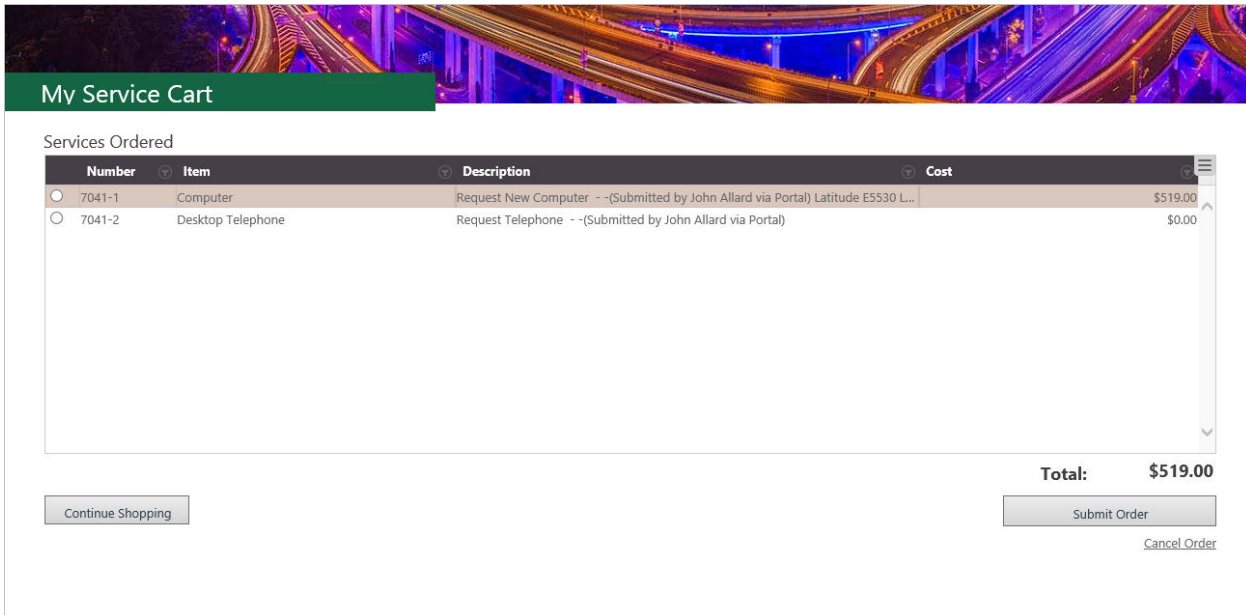 My Service Cart
Services Ordered
Number Item Description Cost
7041-1 Computer Request New Computer - -(Submitted by John Allard via Portal) Latitude E5530 L... $519.00
7041-2 Desktop Telephone Request Telephone - -(Submitted by John Allard via Portal) $0.00
Total: $519.00
Continue Shopping Submit Order
Cancel Order